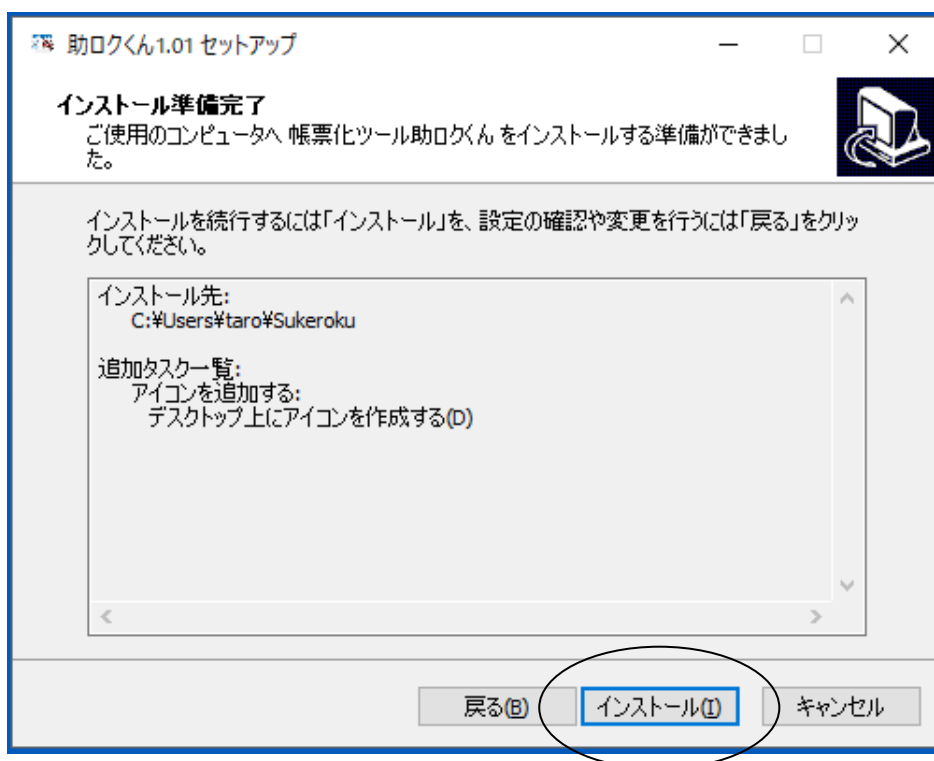 助ロクくん1.01 セットアップ
インストール準備完了
ご使用のコンピュータへ 帳票化ツール助ロクくん をインストールする準備ができまし
た。
インストールを続行するには「インストール」を、設定の確認や変更を行うには「戻る」をクリッ
クしてください。
インストール先:
C:¥Users¥taro¥Sukeroku
追加タスク一覧:
アイコンを追加する:
デスクトップ上にアイコンを作成する(D)
戻る(B)
インストール(I)
キャンセル